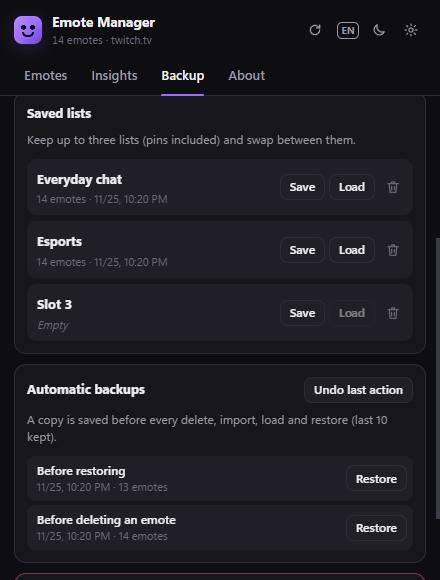 Emote Manager
14 emotes · twitch.tv
EN
Emotes Insights Backup About
Saved lists
Keep up to three lists (pins included) and swap between them.
Everyday chat
14 emotes · 11/25, 10:20 PM
Save Load
Esports
14 emotes · 11/25, 10:20 PM
Save Load
Slot 3
Empty
Save Load
Automatic backups
Undo last action
A copy is saved before every delete, import, load and restore (last 10
kept).
Before restoring
11/25, 10:20 PM · 13 emotes
Restore
Before deleting an emote
11/25, 10:20 PM · 14 emotes
Restore